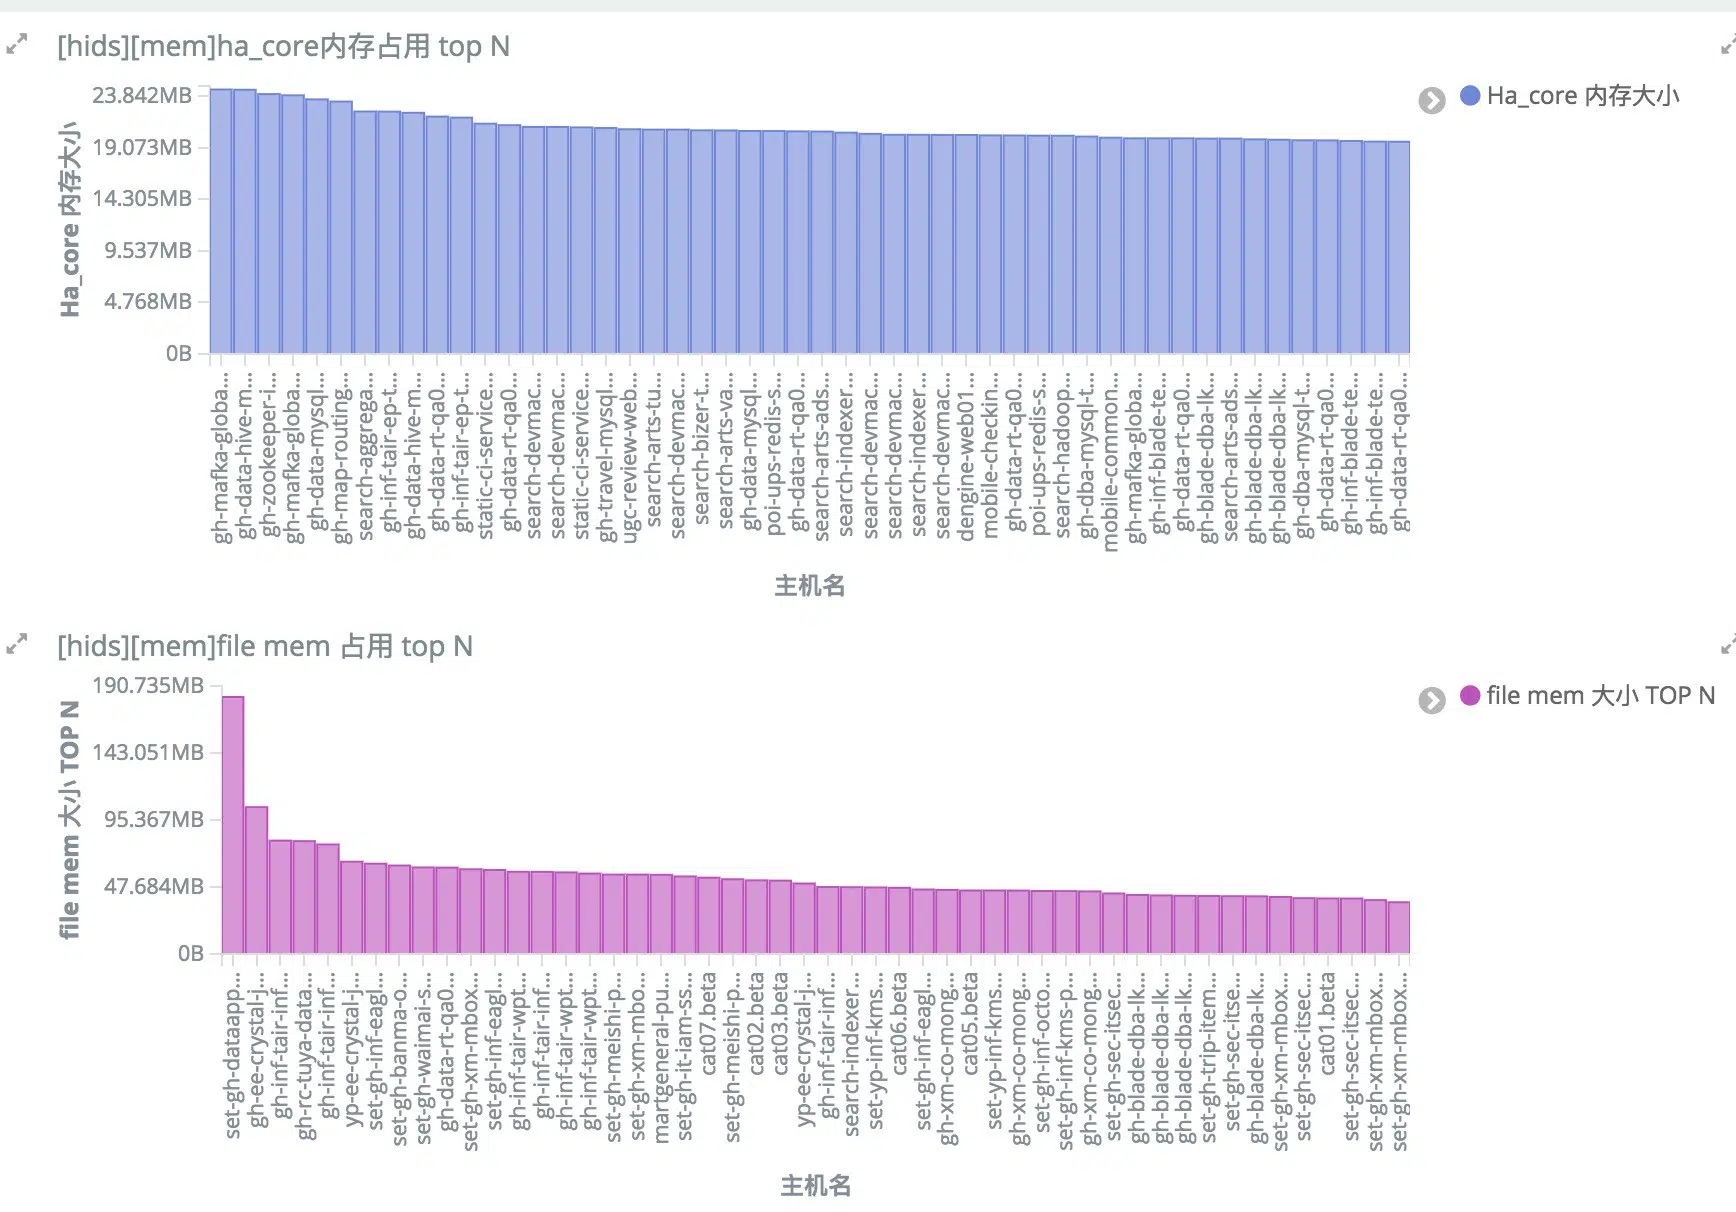 [hids][mem]ha_core内存占用 top N
Ha_core 内存大小
23.842MB
19.073MB
14.305MB
9.537MB
4.768MB
0B
Ha_core 内存大小
gh-mafka-globa...
gh-data-hive-m...
gh-zookeeper-i...
gh-mafka-globa...
gh-data-mysql...
gh-map-routing...
search-aggrega...
gh-inf-tair-ep-t...
gh-data-hive-m...
gh-data-rt-qa0...
gh-inf-tair-ep-t...
static-ci-service...
gh-data-rt-qa0...
search-devmac...
search-devmac...
static-ci-service...
gh-travel-mysql...
ugc-review-web...
search-arts-tu...
search-devmac...
search-bizer-t...
search-arts-va...
gh-data-mysql...
poi-ups-redis-s...
gh-data-rt-qa0...
search-arts-ads...
search-indexer...
search-devmac...
search-devmac...
search-indexer...
search-devmac...
dengine-web01...
mobile-checkin...
gh-data-rt-qa0...
poi-ups-redis-s...
search-hadoop...
gh-dba-mysql-t...
mobile-common...
gh-mafka-globa...
gh-inf-blade-te...
gh-data-rt-qa0...
gh-blade-dba-lk...
search-arts-ads...
gh-blade-dba-lk...
gh-blade-dba-lk...
gh-dba-mysql-t...
gh-data-rt-qa0...
gh-inf-blade-te...
gh-inf-blade-te...
gh-data-rt-qa0...
主机名
[hids][mem]file mem 占用 top N
file mem 大小 TOP N
190.735MB
143.051MB
95.367MB
47.684MB
0B
file mem 大小 TOP N
set-gh-dataapp...
gh-ee-crystal-j...
gh-inf-tair-inf...
gh-rc-tuya-data...
gh-inf-tair-inf...
yp-ee-crystal-j...
set-gh-inf-eagl...
set-gh-banma-o...
set-gh-waimai-s...
gh-data-rt-qa0...
set-gh-xm-mbox...
set-gh-inf-eagl...
gh-inf-tair-wpt...
gh-inf-tair-inf...
gh-inf-tair-wpt...
gh-inf-tair-wpt...
set-gh-meishi-p...
set-gh-xm-mbo...
martgeneral-pu...
set-gh-it-iam-ss...
cat07.beta
set-gh-meishi-p...
cat02.beta
cat03.beta
yp-ee-crystal-j...
gh-inf-tair-inf...
search-indexer...
set-yp-inf-kms...
cat06.beta
set-gh-inf-eagl...
gh-xm-co-mong...
cat05.beta
set-yp-inf-kms...
gh-xm-co-mong...
set-gh-inf-octo...
set-gh-inf-kms-p...
gh-xm-co-mong...
set-gh-sec-itsec...
gh-blade-dba-lk...
gh-blade-dba-lk...
gh-blade-dba-lk...
set-gh-trip-item...
set-gh-sec-itse...
gh-blade-dba-lk...
set-gh-xm-mbox...
set-gh-sec-itsec...
cat01.beta
set-gh-sec-itsec...
set-gh-xm-mbox...
set-gh-xm-mbox...
主机名